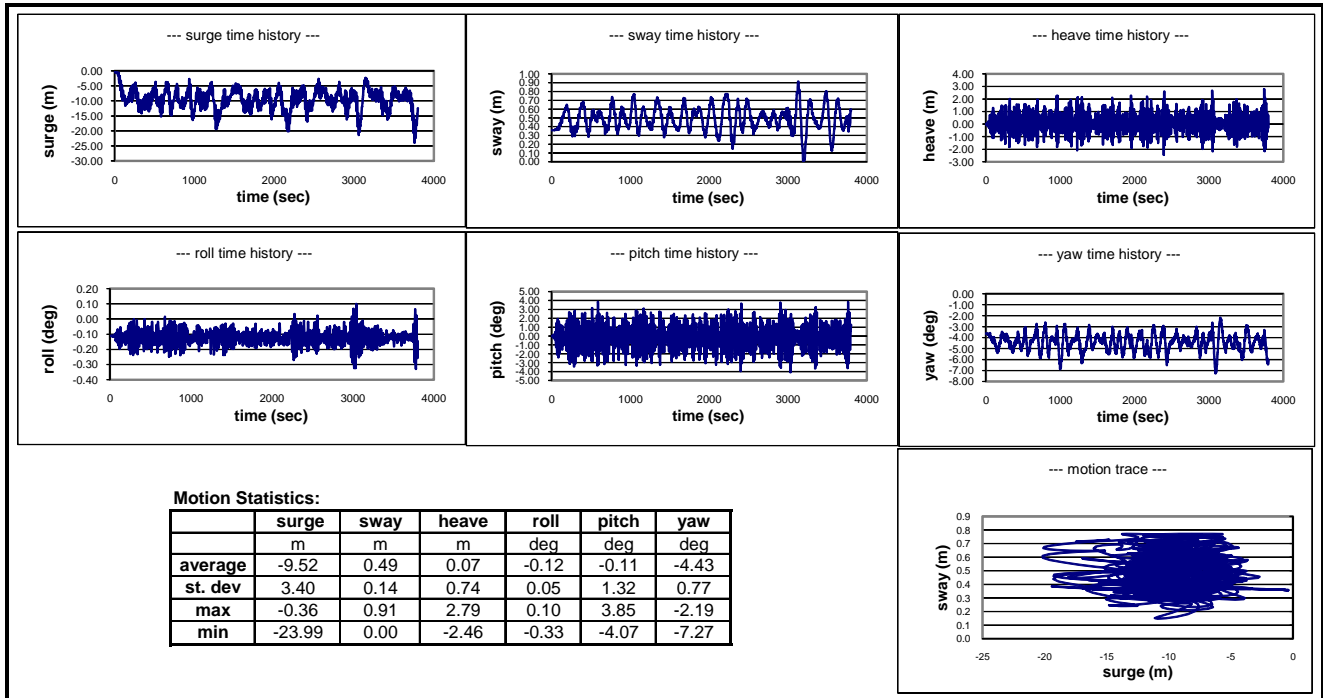 --- surge time history ---
0.00
-5.00
-10.00
-15.00
-20.00
-25.00
-30.00
surge (m)
0 1000 2000 3000 4000
time (sec)
--- sway time history ---
1.00
0.90
0.80
0.70
0.60
0.50
0.40
0.30
0.20
0.10
0.00
sway (m)
0 1000 2000 3000 4000
time (sec)
--- heave time history ---
4.00
3.00
2.00
1.00
0.00
-1.00
-2.00
-3.00
heave (m)
0 1000 2000 3000 4000
time (sec)
--- roll time history ---
0.20
0.10
0.00
-0.10
-0.20
-0.30
-0.40
roll (deg)
0 1000 2000 3000 4000
time (sec)
--- pitch time history ---
5.00
4.00
3.00
2.00
1.00
0.00
-1.00
-2.00
-3.00
-4.00
-5.00
pitch (deg)
0 1000 2000 3000 4000
time (sec)
--- yaw time history ---
0.00
-1.00
-2.00
-3.00
-4.00
-5.00
-6.00
-7.00
-8.00
yaw (deg)
0 1000 2000 3000 4000
time (sec)
Motion Statistics:
surge sway heave roll pitch yaw
m m m deg deg deg
average -9.52 0.49 0.07 -0.12 -0.11 -4.43
st. dev 3.40 0.14 0.74 0.05 1.32 0.77
max -0.36 0.91 2.79 0.10 3.85 -2.19
min -23.99 0.00 -2.46 -0.33 -4.07 -7.27
--- motion trace ---
0.9
0.8
0.7
0.6
0.5
0.4
0.3
0.2
0.1
0.0
sway (m)
-25 -20 -15 -10 -5 0
surge (m)